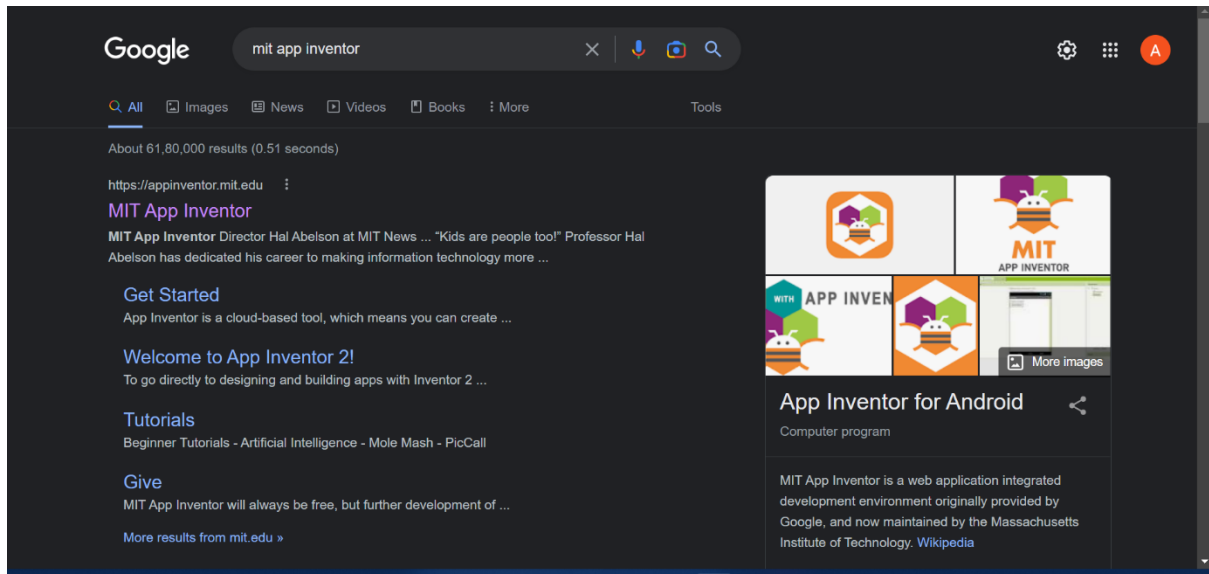 Google
mit app inventor
A
All Images News Videos Books More Tools
About 61,80,000 results (0.51 seconds)
https://appinventor.mit.edu
MIT App Inventor
MIT App Inventor Director Hal Abelson at MIT News ... “Kids are people too!” Professor Hal
Abelson has dedicated his career to making information technology more ...
Get Started
App Inventor is a cloud-based tool, which means you can create ...
Welcome to App Inventor 2!
To go directly to designing and building apps with Inventor 2 ...
Tutorials
Beginner Tutorials - Artificial Intelligence - Mole Mash - PicCall
Give
MIT App Inventor will always be free, but further development of ...
More results from mit.edu »
MIT
APP INVENTOR
WITH APP INVEN
More images
App Inventor for Android
Computer program
MIT App Inventor is a web application integrated
development environment originally provided by
Google, and now maintained by the Massachusetts
Institute of Technology. Wikipedia